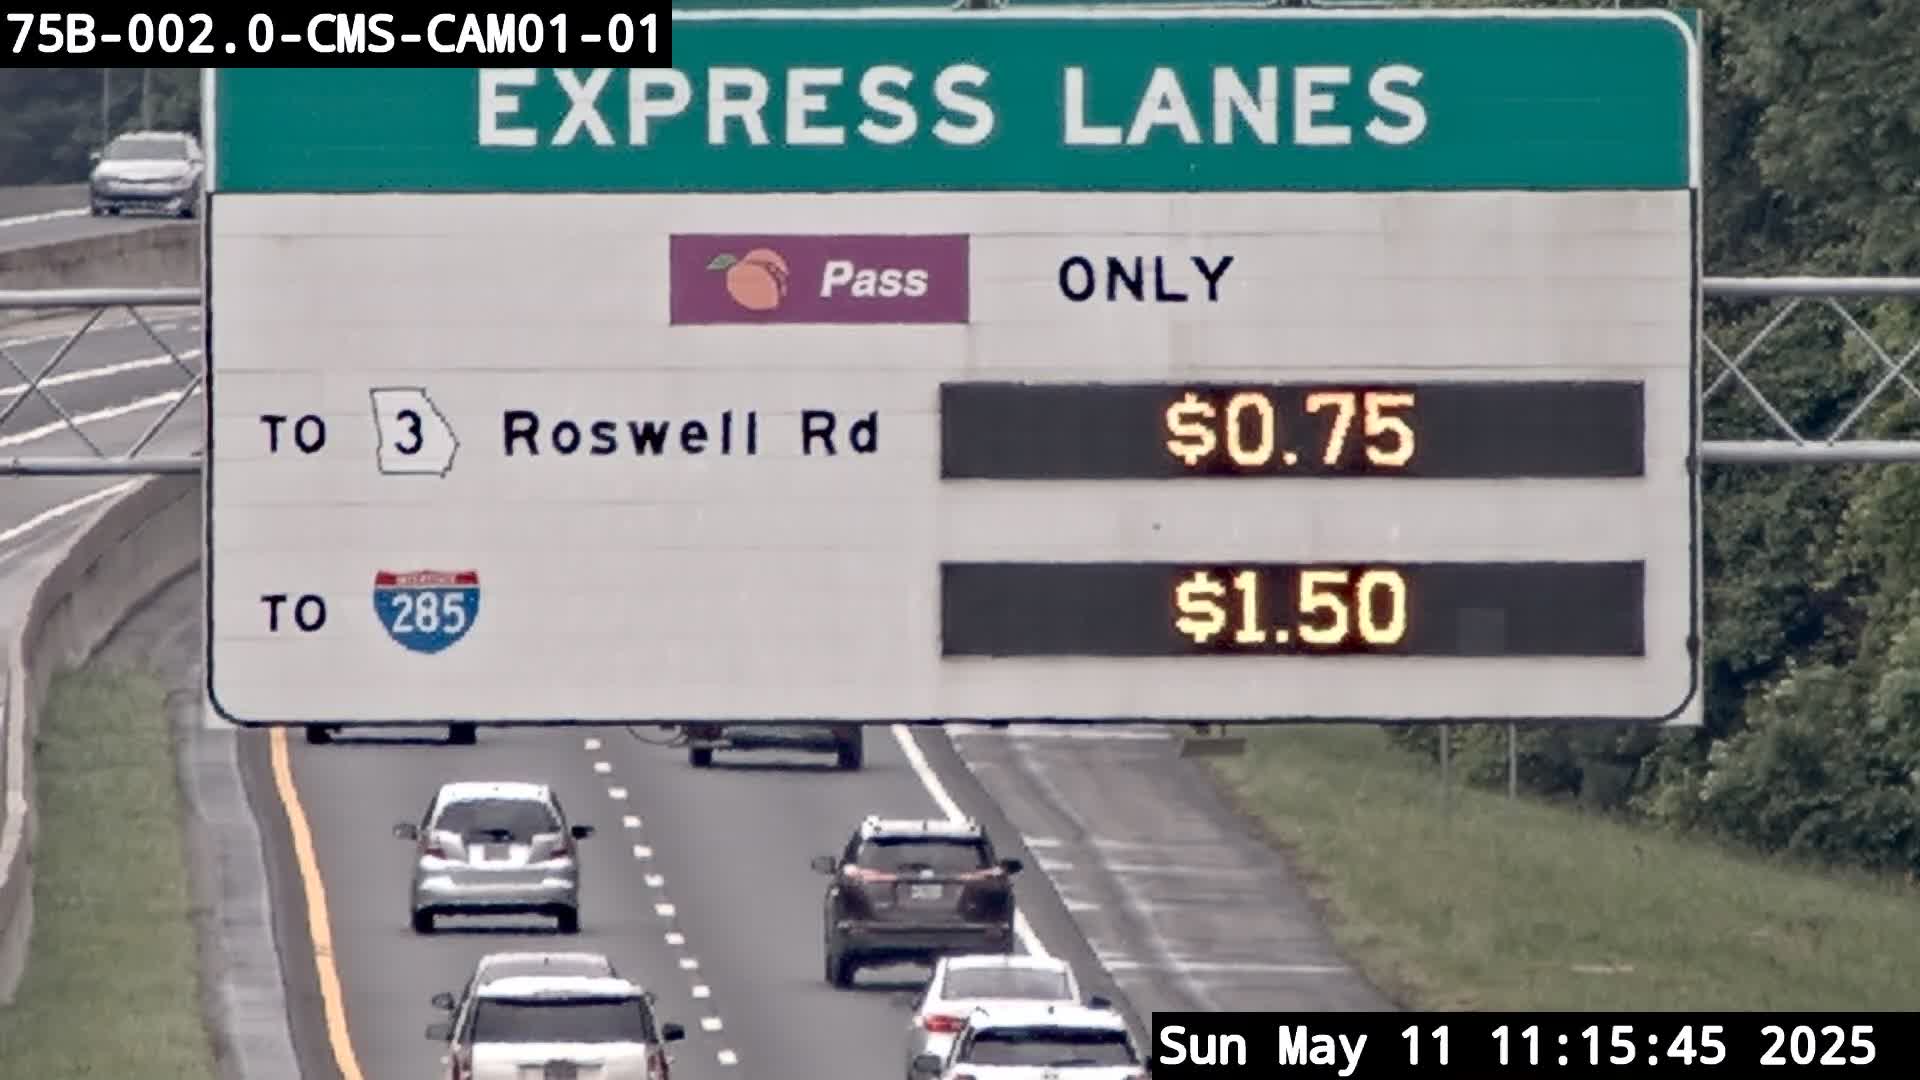 75B-002.0-CMS-CAM01-01
EXPRESS LANES
Pass ONLY
TO 3 Roswell Rd $0.75
TO 285 $1.50
Sun May 11 11:15:45 2025